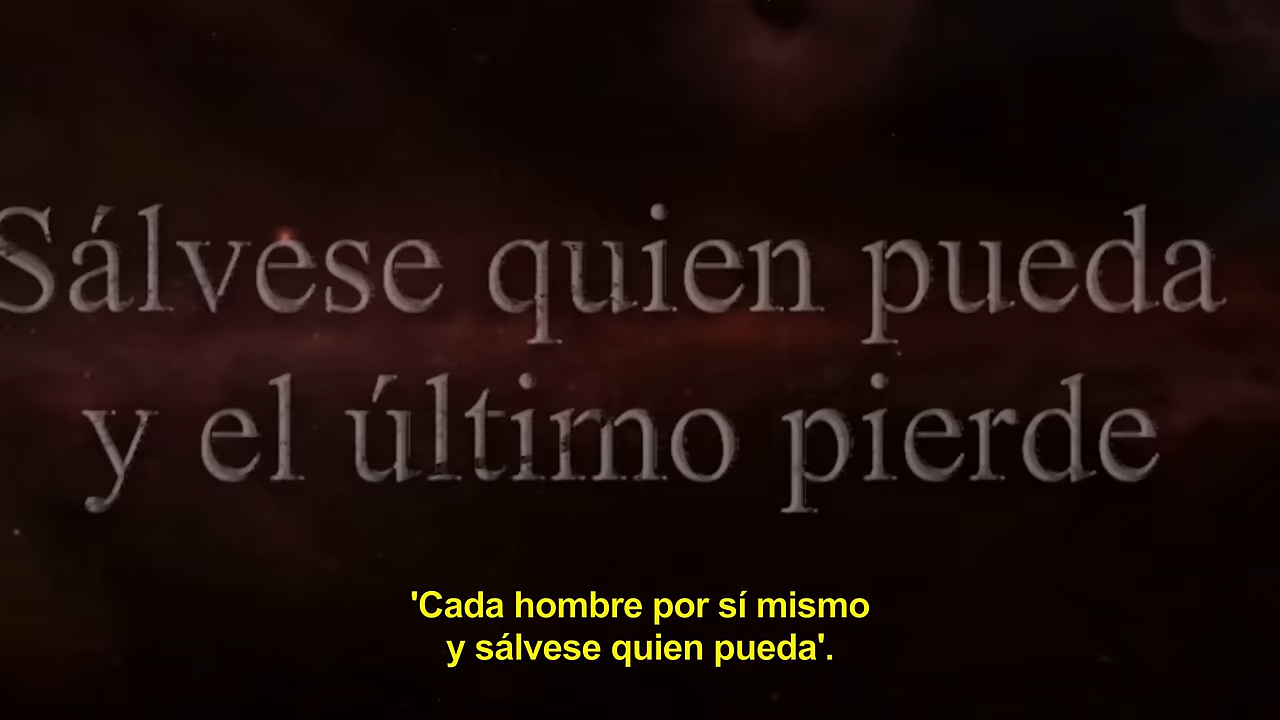 Sálvese quien pueda
y el último pierde
'Cada hombre por sí mismo
y sálvese quien pueda'.